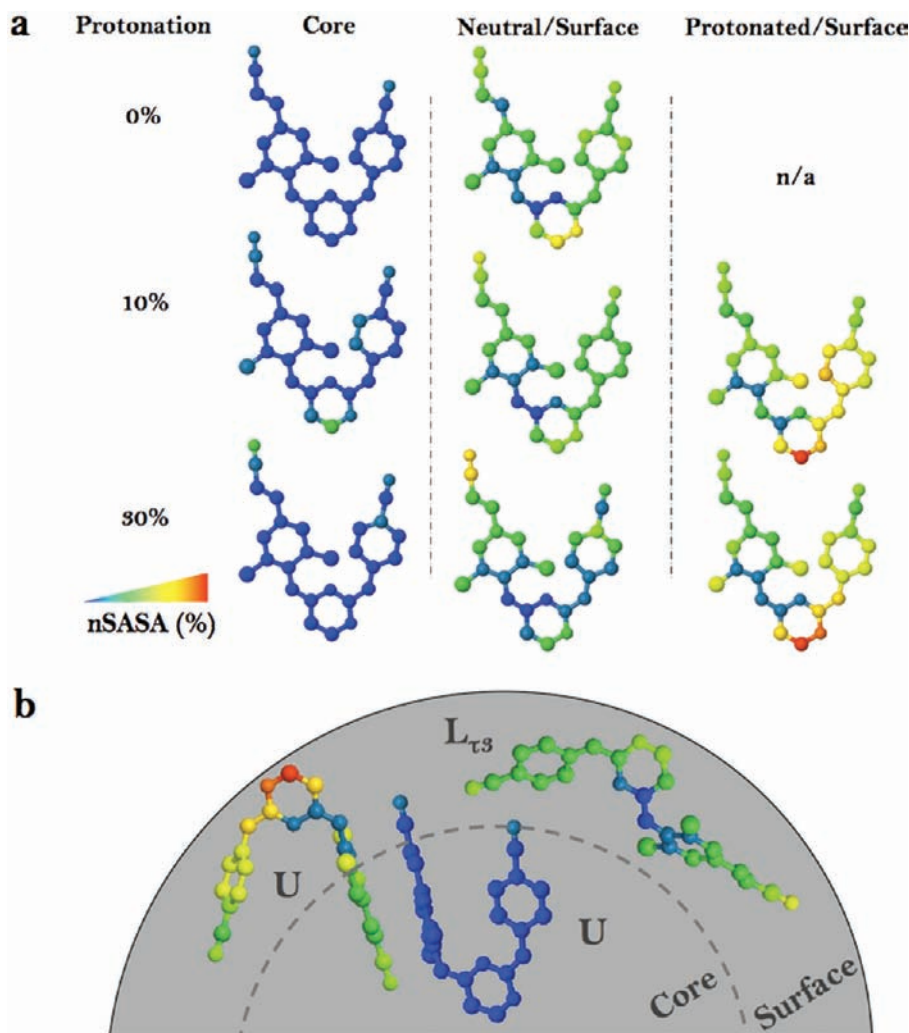 a
Protonation Core Neutral/Surface Protonated/Surface
0%
n/a
10%
30%
nSASA (%)
b
Lτ3
U
U
Core
Surface